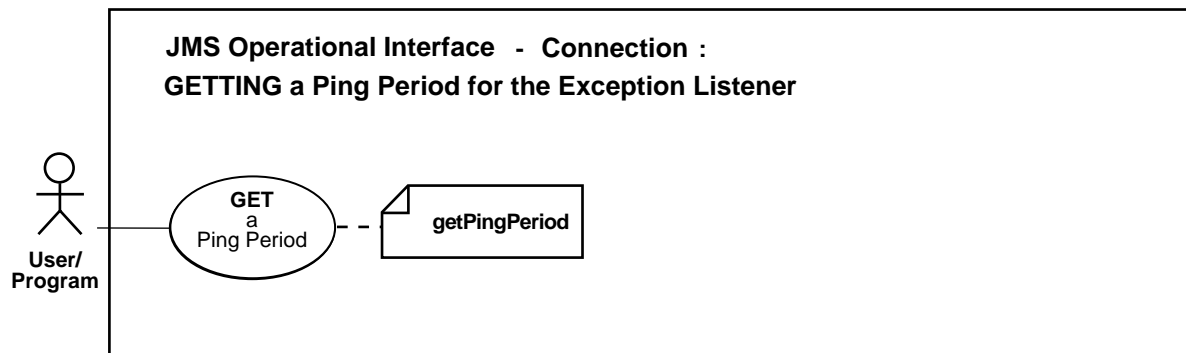 JMS Operational Interface - Connection :
GETTING a Ping Period for the Exception Listener
GET
a
Ping Period
getPingPeriod
User/
Program